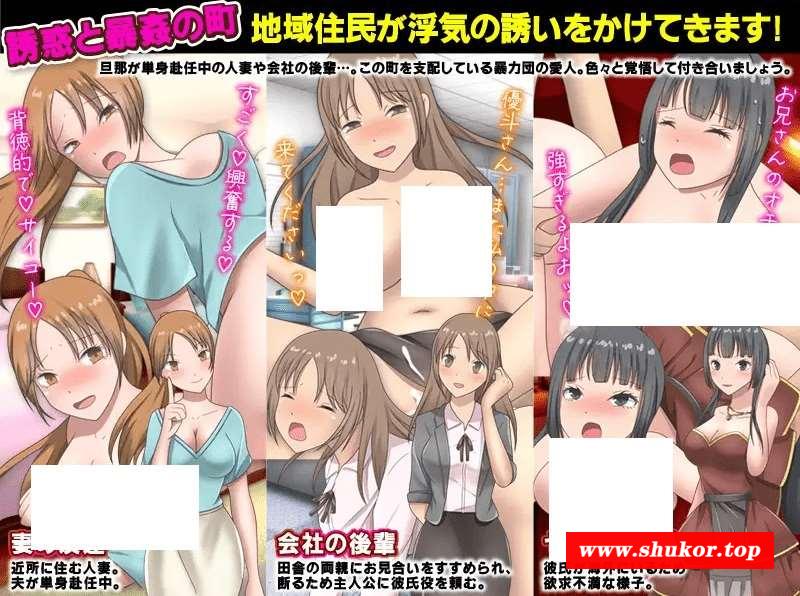 誘惑と暴姦の町
地域住民が浮気の誘いをかけてきます!
旦那が単身赴任中の人妻や会社の後輩…。この町を支配している暴力団の愛人。色々と覚悟して付き合いましょう。
すごく♡興奮する♡
背徳的で♡サイコー♡
優斗さん…
来てくださいっ♡
お兄さんのオチ
強すぎるよおッ♡
近所に住む人妻。
夫が単身赴任中。
会社の後輩
田舎の両親にお見合いをすすめられ、
断るため主人公に彼氏役を頼む。
欲求不満な様子。
www.shukor.top